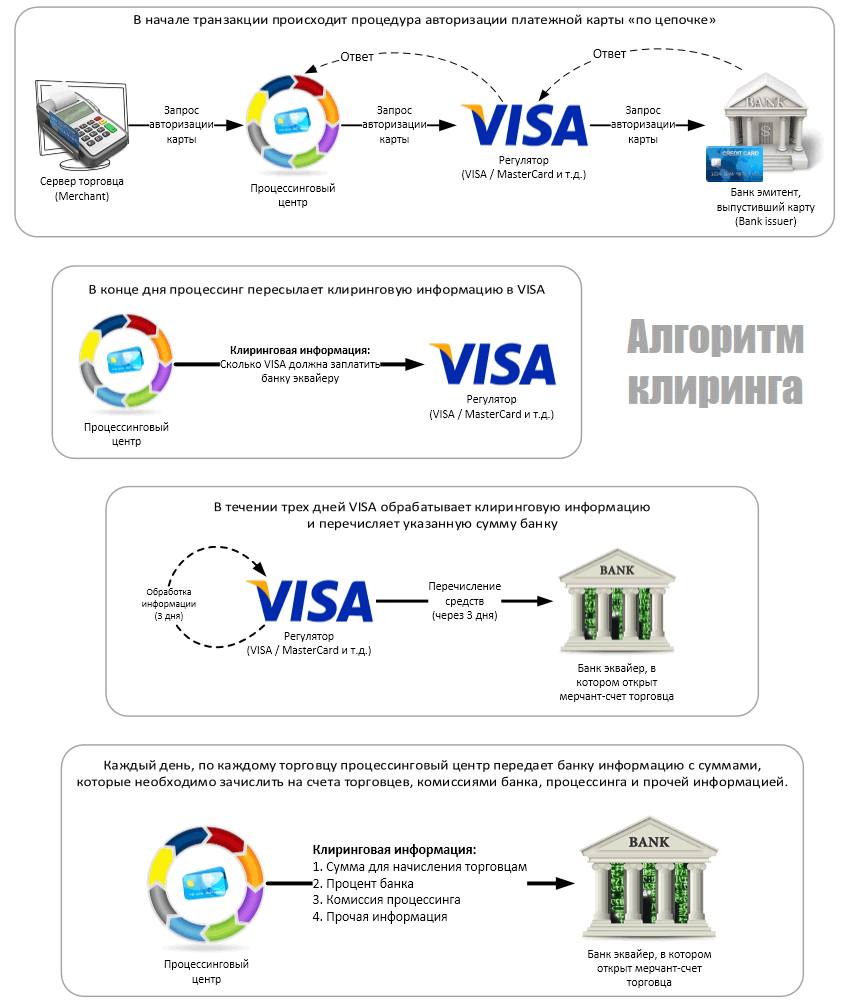 В начале транзакции происходит процедура авторизации платежной карты «по цепочке»
Ответ
Ответ
Запрос
авторизации
карты
Запрос
авторизации
карты
Запрос
авторизации
карты
VISA
BANK
CREDIT CARD
Сервер торговца
(Merchant)
Процессинговый
центр
Регулятор
(VISA / MasterCard и т.д.)
Банк эмитент,
выпустивший карту
(Bank issuer)
В конце дня процессинг пересылает клиринговую информацию в VISA
Клиринговая информация:
Сколько VISA должна заплатить
банку эквайеру
VISA
Процессинговый
центр
Регулятор
(VISA / MasterCard и т.д.)
Алгоритм
клиринга
В течении трех дней VISA обрабатывает клиринговую информацию
и перечисляет указанную сумму банку
Обработка
информации
(3 дня)
VISA
Регулятор
(VISA / MasterCard и т.д.)
Перечисление
средств
(через 3 дня)
BANK
Банк эквайер, в
котором открыт
мерчант-счет торговца
Каждый день, по каждому торговцу процессинговый центр передает банку информацию с суммами,
которые необходимо зачислить на счета торговцев, комиссиями банка, процессинга и прочей информацией.
Клиринговая информация:
1. Сумма для начисления торговцам
2. Процент банка
3. Комиссия процессинга
4. Прочая информация
BANK
Процессинговый
центр
Банк эквайер, в котором
открыт мерчант-счет
торговца